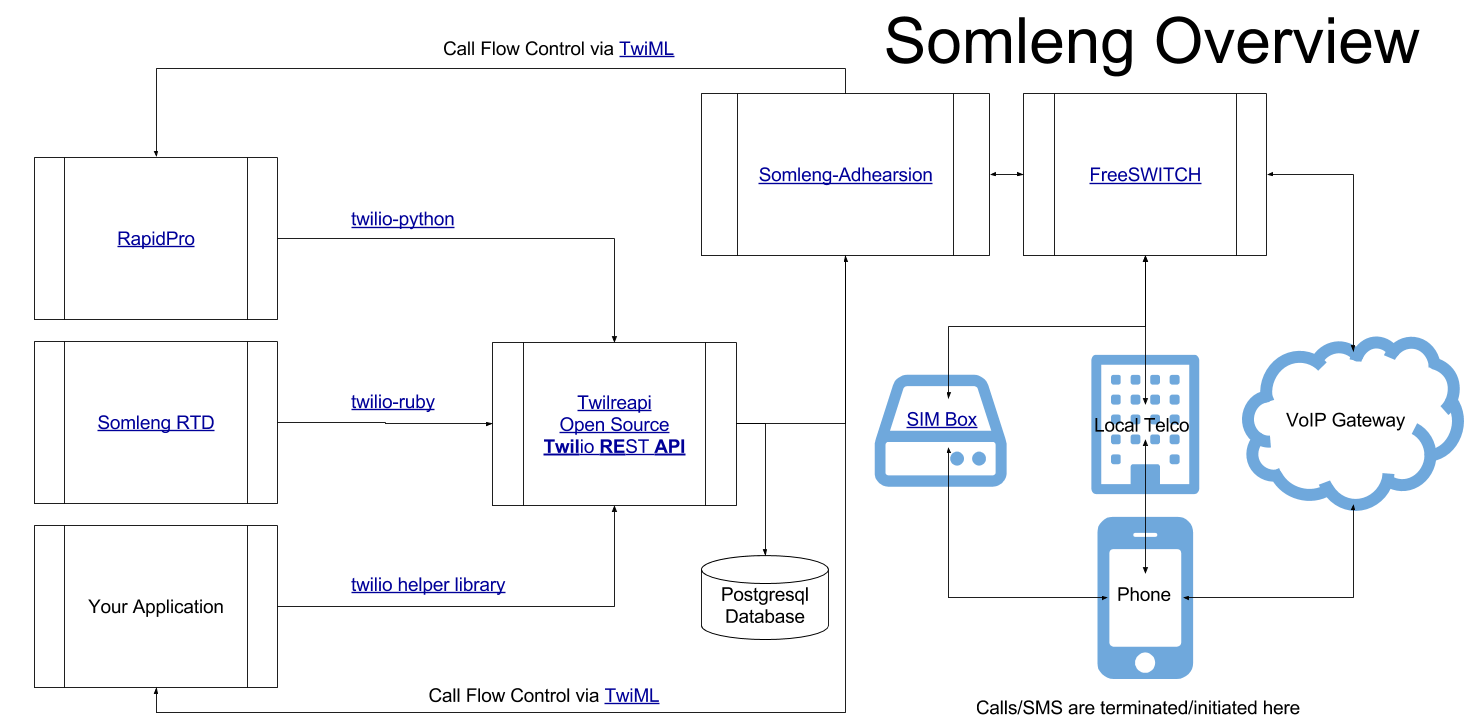 Somleng Overview
Call Flow Control via TwiML
Somleng-Adhearsion
FreeSWITCH
RapidPro
twilio-python
Somleng RTD
twilio-ruby
Twilreapi
Open Source
Twilio REST API
SIM Box
Local Telco
VoIP Gateway
Your Application
twilio helper library
Postgresql
Database
Phone
Call Flow Control via TwiML
Calls/SMS are terminated/initiated here